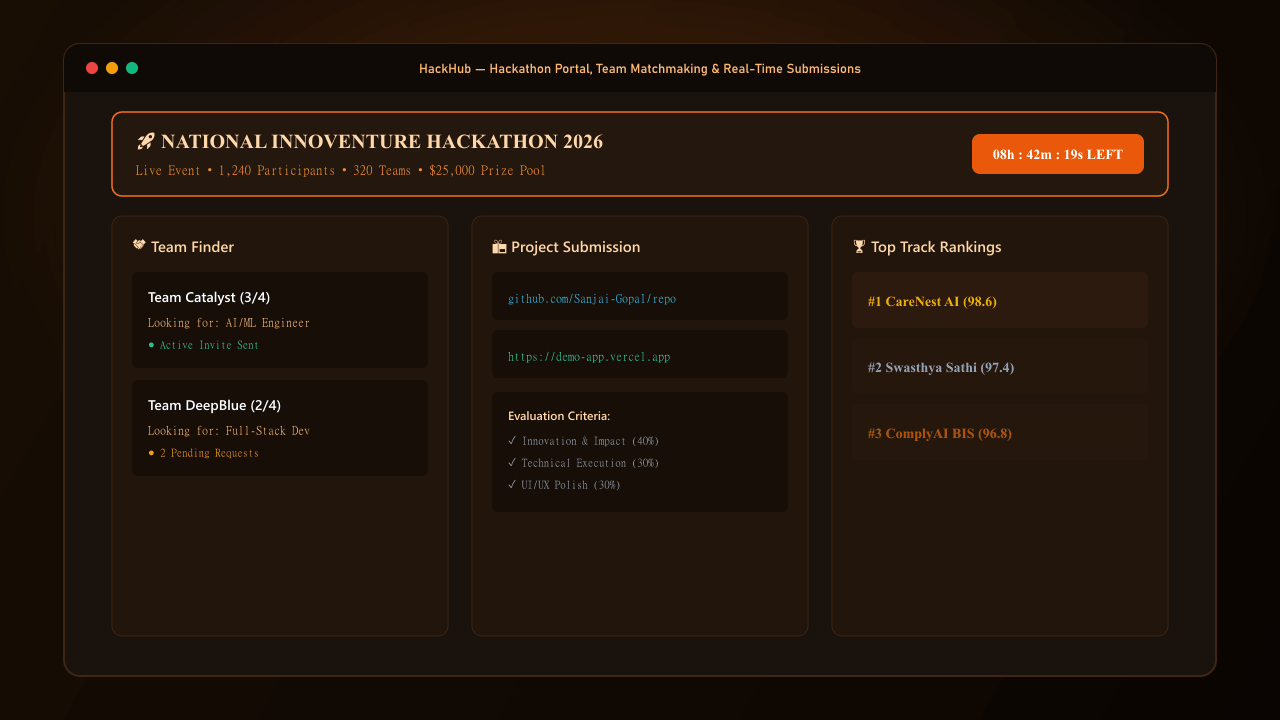 HackHub — Hackathon Portal, Team Matchmaking & Real-Time Submissions
🚀 NATIONAL INNOVENTURE HACKATHON 2026
Live Event • 1,240 Participants • 320 Teams • $25,000 Prize Pool
08h : 42m : 19s LEFT
Team Finder
Team Catalyst (3/4)
Looking for: AI/ML Engineer
● Active Invite Sent
Team DeepBlue (2/4)
Looking for: Full-Stack Dev
● 2 Pending Requests
Project Submission
github.com/Sanjai-Gopal/repo
https://demo-app.vercel.app
Evaluation Criteria:
✓ Innovation & Impact (40%)
✓ Technical Execution (30%)
✓ UI/UX Polish (30%)
🏆 Top Track Rankings
#1 CareNest AI (98.6)
#2 Swasthya Sathi (97.4)
#3 ComplyAI BIS (96.8)